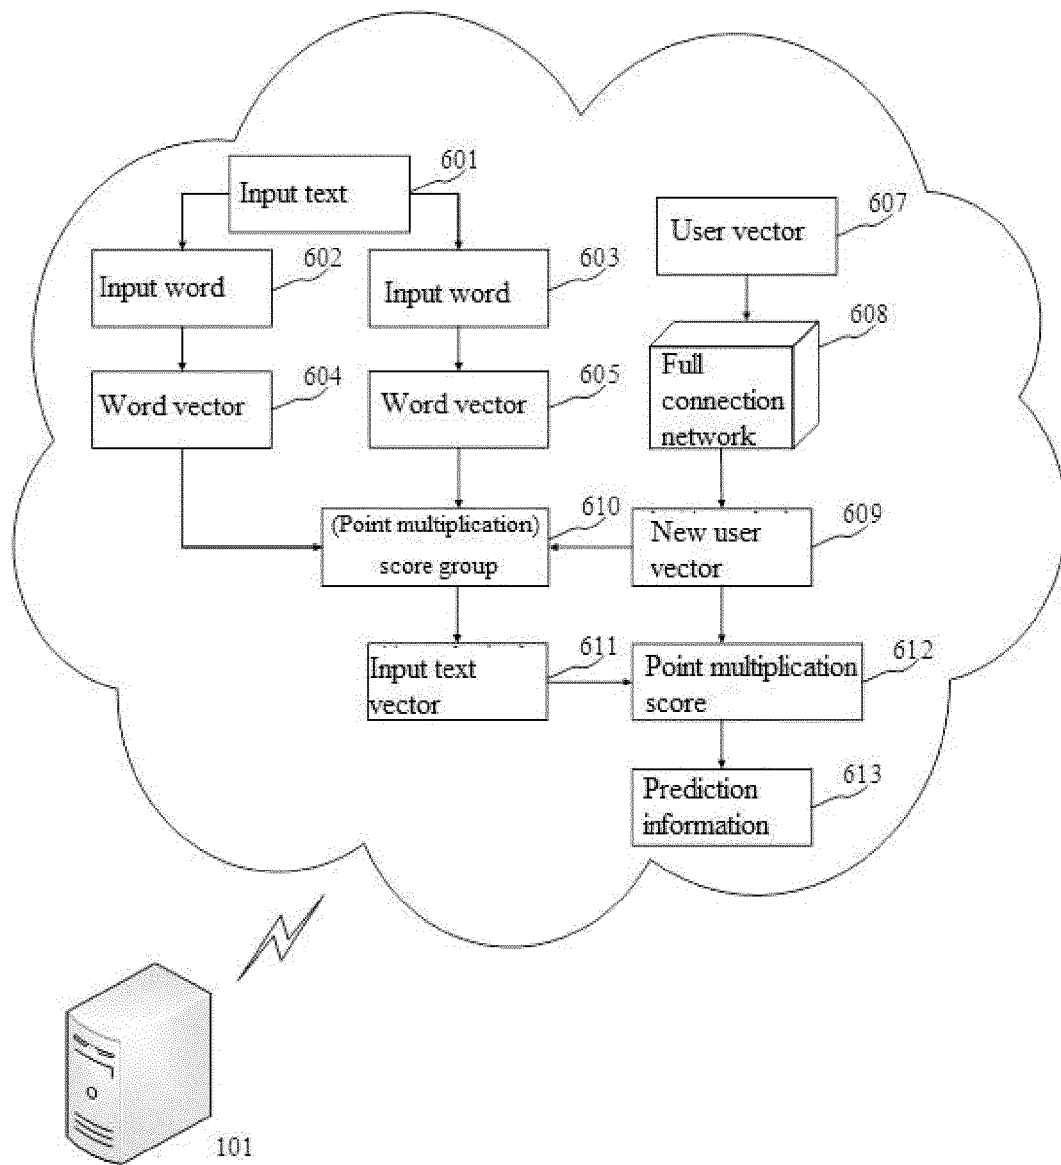 601
Input text
607
User vector
602
603
Input word
Input word
608
604
605
Full
connection
network
Word vector
Word vector
610
609
(Point multiplication)
score group
New user
vector
611
612
Input text
vector
Point multiplication
score
613
Prediction
information
101